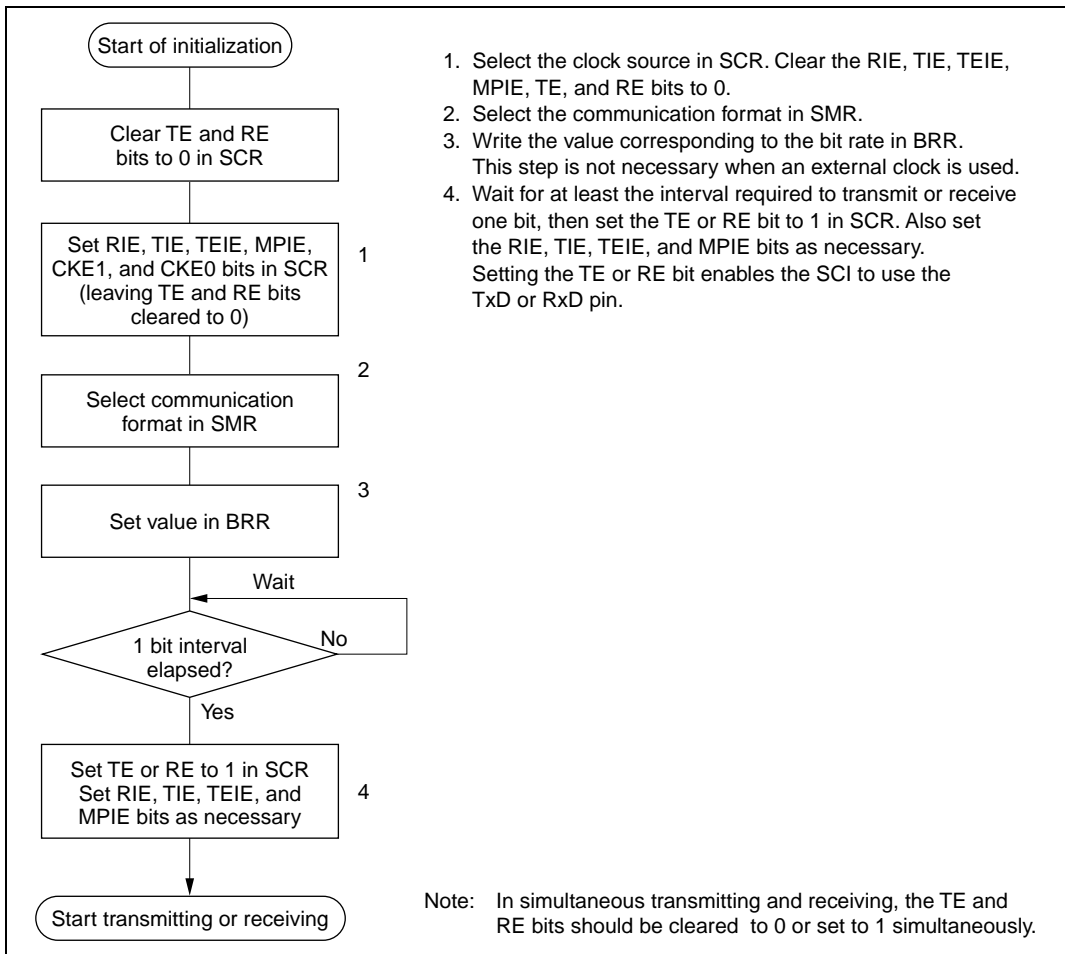 Start of initialization
Clear TE and RE
bits to 0 in SCR
Set RIE, TIE, TEIE, MPIE,
CKE1, and CKE0 bits in SCR
(leaving TE and RE bits
cleared to 0)
1
2
Select communication
format in SMR
3
Set value in BRR
Wait
1 bit interval
elapsed?
No
Yes
Set TE or RE to 1 in SCR
Set RIE, TIE, TEIE, and
MPIE bits as necessary
4
Start transmitting or receiving
1. Select the clock source in SCR. Clear the RIE, TIE, TEIE,
MPIE, TE, and RE bits to 0.
2. Select the communication format in SMR.
3. Write the value corresponding to the bit rate in BRR.
This step is not necessary when an external clock is used.
4. Wait for at least the interval required to transmit or receive
one bit, then set the TE or RE bit to 1 in SCR. Also set
the RIE, TIE, TEIE, and MPIE bits as necessary.
Setting the TE or RE bit enables the SCI to use the
TxD or RxD pin.
Note: In simultaneous transmitting and receiving, the TE and
RE bits should be cleared to 0 or set to 1 simultaneously.